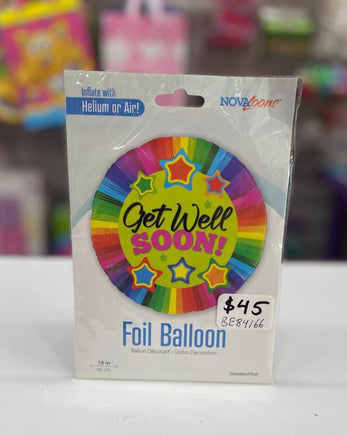 Inflate with
Helium or Air!
NOVAloons
Get Well
SOON!
$45
BE84166
Foil Balloon
Ballon Décoratif • Globo Decorativo
18 in
46 cm
Standard Foil